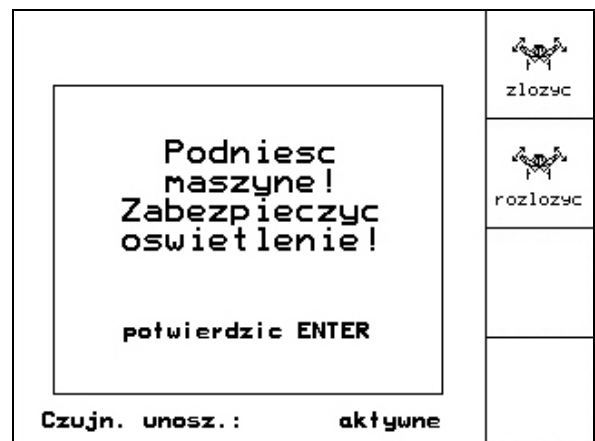 zlozyc
Podniesc
maszyne!
Zabezpieczyc
oswietlenie!
rozlozyc
potwierdzic ENTER
Czujn. unosz.: aktywne